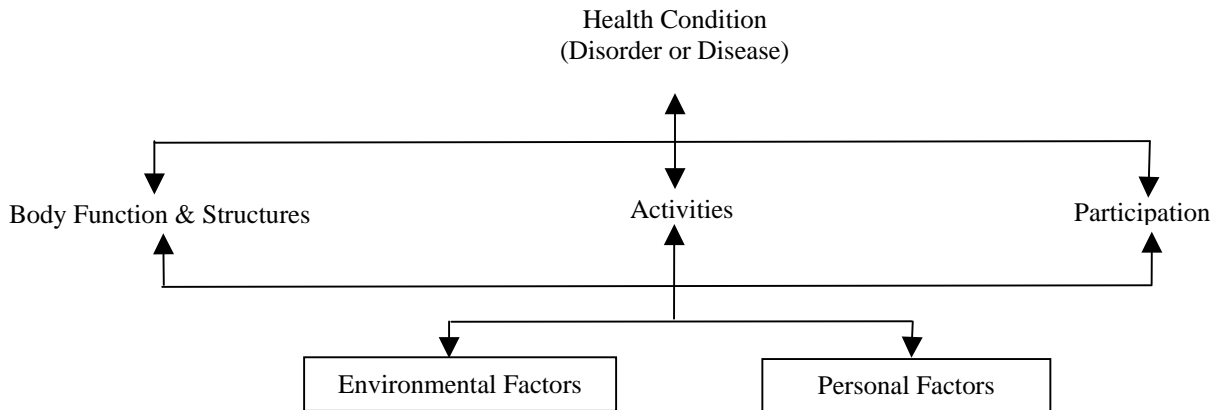 Health Condition
(Disorder or Disease)
Body Function & Structures
Activities
Participation
Environmental Factors
Personal Factors